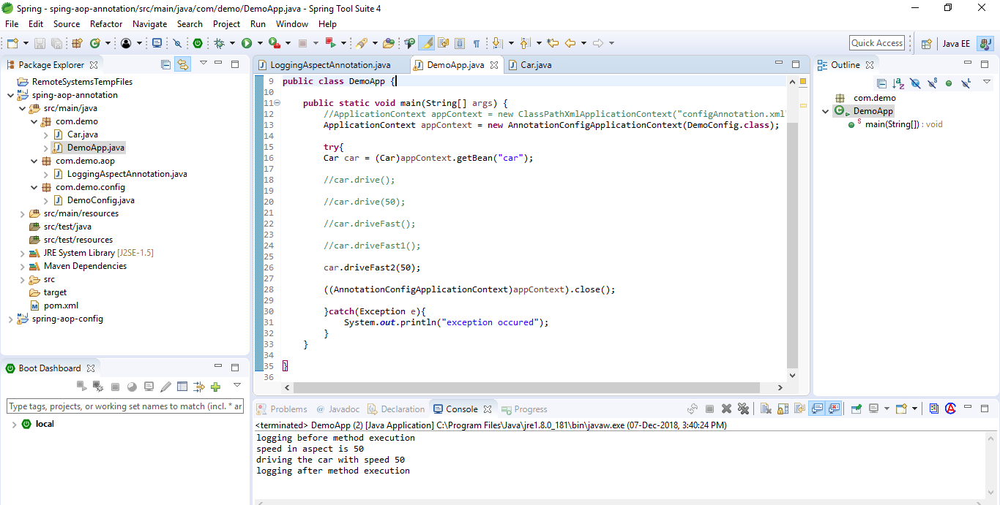 Spring - sping-aop-annotation/src/main/java/com/demo/DemoApp.java - Spring Tool Suite 4
File Edit Source Refactor Navigate Search Project Run Window Help
Quick Access
Java EE
Package Explorer
RemoteSystemsTempFiles
sping-aop-annotation
src/main/java
com.demo
Car.java
DemoApp.java
com.demo.aop
LoggingAspectAnnotation.java
com.demo.config
DemoConfig.java
src/main/resources
src/test/java
src/test/resources
JRE System Library [J2SE-1.5]
Maven Dependencies
src
target
pom.xml
spring-aop-config
Boot Dashboard
Type tags, projects, or working set names to match (incl. * ar
local
LoggingAspectAnnotation.java DemoApp.java Car.java
9 public class DemoApp {
10
11 public static void main(String[] args) {
12 //ApplicationContext appContext = new ClassPathXmlApplicationContext("configAnnotation.xml"
13 ApplicationContext appContext = new AnnotationConfigApplicationContext(DemoConfig.class);
14
15 try{
16 Car car = (Car)appContext.getBean("car");
17
18 //car.drive();
19
20 //car.drive(50);
21
22 //car.driveFast();
23
24 //car.driveFast1();
25
26 car.driveFast2(50);
27
28 ((AnnotationConfigApplicationContext)appContext).close();
29
30 }catch(Exception e){
31 System.out.println("exception occured");
32 }
33 }
34
35 }
36
Outline
com.demo
DemoApp
main(String[]) : void
Problems Javadoc Declaration Console Progress
<terminated> DemoApp (2) [Java Application] C:\Program Files\Java\jre1.8.0_181\bin\javaw.exe (07-Dec-2018, 3:40:24 PM)
logging before method execution
speed in aspect is 50
driving the car with speed 50
logging after method execution